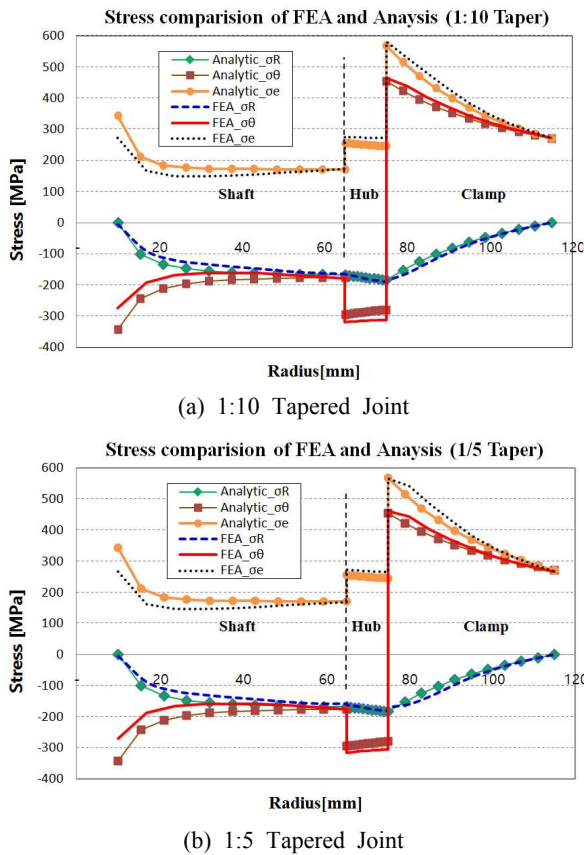 Stress comparision of FEA and Anaysis (1:10 Taper)
600
500
400
300
200
100
0
-100
-200
-300
-400
Stress [MPa]
Analytic_σR
Analytic_σθ
Analytic_σe
FEA_σR
FEA_σθ
FEA_σe
Shaft
Hub
Clamp
20
40
60
80
100
120
Radius[mm]
(a) 1:10 Tapered Joint
Stress comparision of FEA and Anaysis (1/5 Taper)
600
500
400
300
200
100
0
-100
-200
-300
-400
Stress [MPa]
Analytic_σR
Analytic_σθ
Analytic_σe
FEA_σR
FEA_σθ
FEA_σe
Shaft
Hub
Clamp
20
40
60
80
100
120
Radius[mm]
(b) 1:5 Tapered Joint